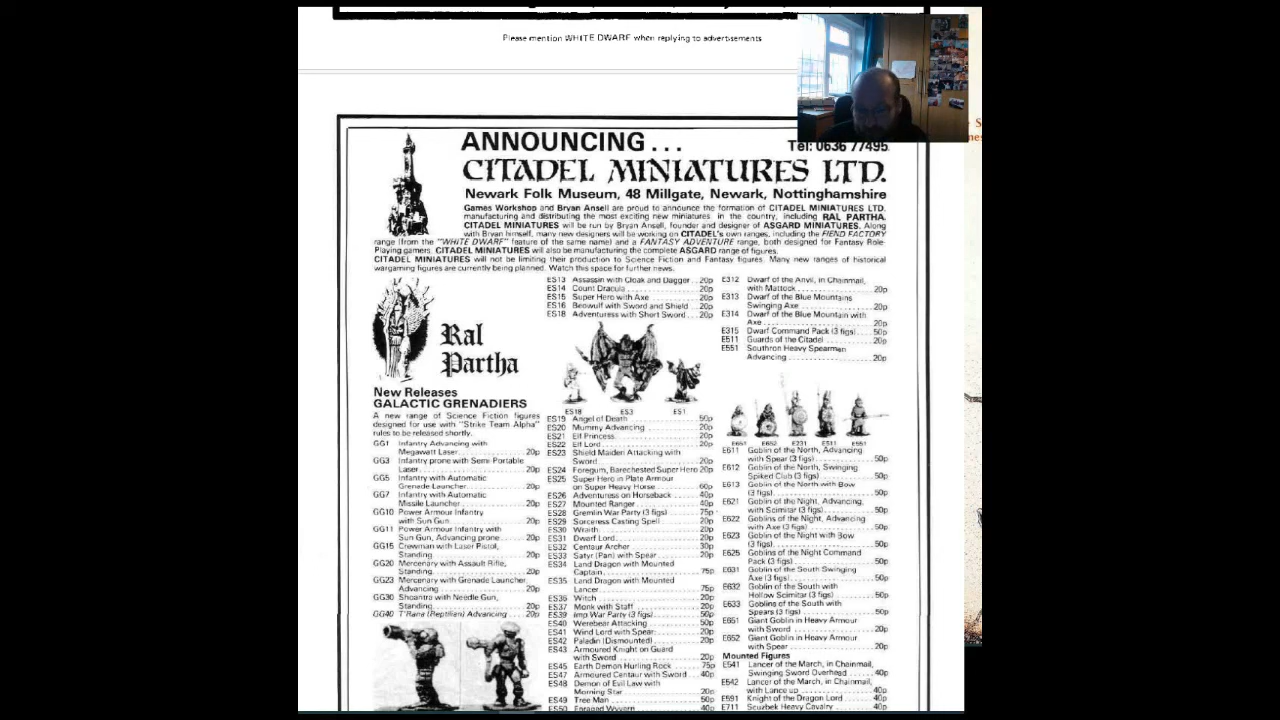 Please mention WHITE DWARF when replying to advertisements
ANNOUNCING...
Tel: 0636 77495
CITADEL MINIATURES LTD.
Newark Folk Museum, 48 Millgate, Newark, Nottinghamshire
Games Workshop and Bryan Ansell are proud to announce the formation of CITADEL MINIATURES LTD.
manufacturing and distributing the most exciting new miniatures in the country, including RAL PARTHA.
CITADEL MINIATURES will be run by Bryan Ansell, founder and designer of ASGARD MINIATURES. Along
with Bryan himself, many new designers will be working on CITADEL's own ranges, including the FIEND FACTORY
range (from the "WHITE DWARF" feature of the same name) and a FANTASY ADVENTURE range, both designed for Fantasy Role-
Playing gamers. CITADEL MINIATURES will also be manufacturing the complete ASGARD range of figures.
CITADEL MINIATURES will not be limiting their production to Science Fiction and Fantasy figures. Many new ranges of historical
wargaming figures are currently being planned. Watch this space for further news.
Ral
Partha
New Releases
GALACTIC GRENADIERS
A new range of Science Fiction figures
designed for use with "Strike Team Alpha"
rules to be released shortly.
GG1 Infantry Advancing with
Megawatt Laser 20p
GG3 Infantry prone with Semi-Portable
Laser 20p
GG5 Infantry with Automatic
Grenade Launcher 20p
GG7 Infantry with Automatic
Missile Launcher 20p
GG10 Power Armour Infantry
with Sun Gun 20p
GG11 Power Armour Infantry with
Sun Gun, Advancing prone 20p
GG15 Crewman with Laser Pistol,
Standing 20p
GG20 Mercenary with Assault Rifle,
Standing 20p
GG23 Mercenary with Grenade Launcher,
Advancing 20p
GG30 Shoantra with Needle Gun,
Standing 20p
GG40 T'Rana (Reptilian) Advancing 20p
ES13 Assassin with Cloak and Dagger 20p
ES14 Count Dracula 20p
ES15 Super Hero with Axe 20p
ES16 Beowulf with Sword and Shield 20p
ES18 Adventuress with Short Sword 20p
ES18 ES3 ES1
ES19 Angel of Death 50p
ES20 Mummy Advancing 20p
ES21 Elf Princess 20p
ES22 Elf Lord 20p
ES23 Shield Maiden Attacking with
Sword 20p
ES24 Foregum, Barechested Super Hero 20p
ES25 Super Hero in Plate Armour
on Super Heavy Horse 60p
ES26 Adventuress on Horseback 40p
ES27 Mounted Ranger 40p
ES28 Gremlin War Party (3 figs) 75p
ES29 Sorceress Casting Spell 20p
ES30 Wraith 20p
ES31 Dwarf Lord 20p
ES32 Centaur Archer 30p
ES33 Satyr (Pan) with Spear 20p
ES34 Land Dragon with Mounted
Captain 75p
ES35 Land Dragon with Mounted
Lancer 75p
ES36 Witch 20p
ES37 Monk with Staff 20p
ES39 Imp War Party (3 figs) 50p
ES40 Werebear Attacking 50p
ES41 Wind Lord with Spear 20p
ES42 Paladin (Dismounted) 20p
ES43 Armoured Knight on Guard
with Sword 20p
ES45 Earth Demon Hurling Rock 75p
ES47 Armoured Centaur with Sword 40p
ES48 Demon of Evil Law with
Morning Star 20p
ES49 Tree Man 50p
ES50 Wyvern 40p
E312 Dwarf of the Anvil, in Chainmail,
with Mattock 20p
E313 Dwarf of the Blue Mountains
Swinging Axe 20p
E314 Dwarf of the Blue Mountain with
Axe 20p
E315 Dwarf Command Pack (3 figs) 50p
E511 Guards of the Citadel 20p
E551 Southron Heavy Spearmen
Advancing 20p
E651 E652 E231 E511 E551
E611 Goblin of the North, Advancing
with Spear (3 figs) 50p
E612 Goblin of the North, Swinging
Spiked Club (3 figs) 50p
E613 Goblin of the North with Bow
(3 figs) 50p
E621 Goblin of the Night, Advancing,
with Scimitar (3 figs) 50p
E622 Goblins of the Night, Advancing
with Axe (3 figs) 50p
E623 Goblin of the Night with Bow
(3 figs) 50p
E625 Goblins of the Night Command
Pack (3 figs) 50p
E631 Goblin of the South Swinging
Axe (3 figs) 50p
E632 Goblin of the South with
Hollow Scimitar (3 figs) 50p
E633 Goblins of the South with
Spears (3 figs) 50p
E651 Giant Goblin in Heavy Armour
with Sword 20p
E652 Giant Goblin in Heavy Armour
with Spear 20p
Mounted Figures
E541 Lancer of the March, in Chainmail,
Swinging Sword Overhead 40p
E542 Lancer of the March, in Chainmail,
with Lance up 40p
E591 Knight of the Dragon Lord 40p
E711 Scuzbek Heavy Cavalry 40p